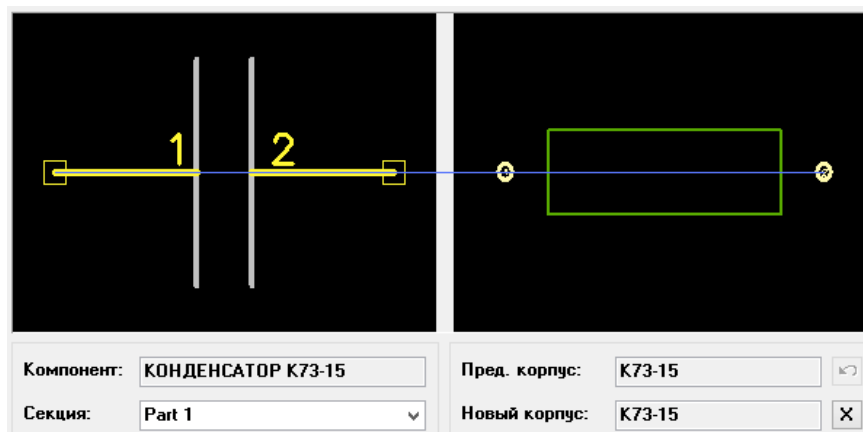 1 2
Компонент: КОНДЕНСАТОР К73-15
Пред. корпус: К73-15
Секция: Part 1
Новый корпус: К73-15 X